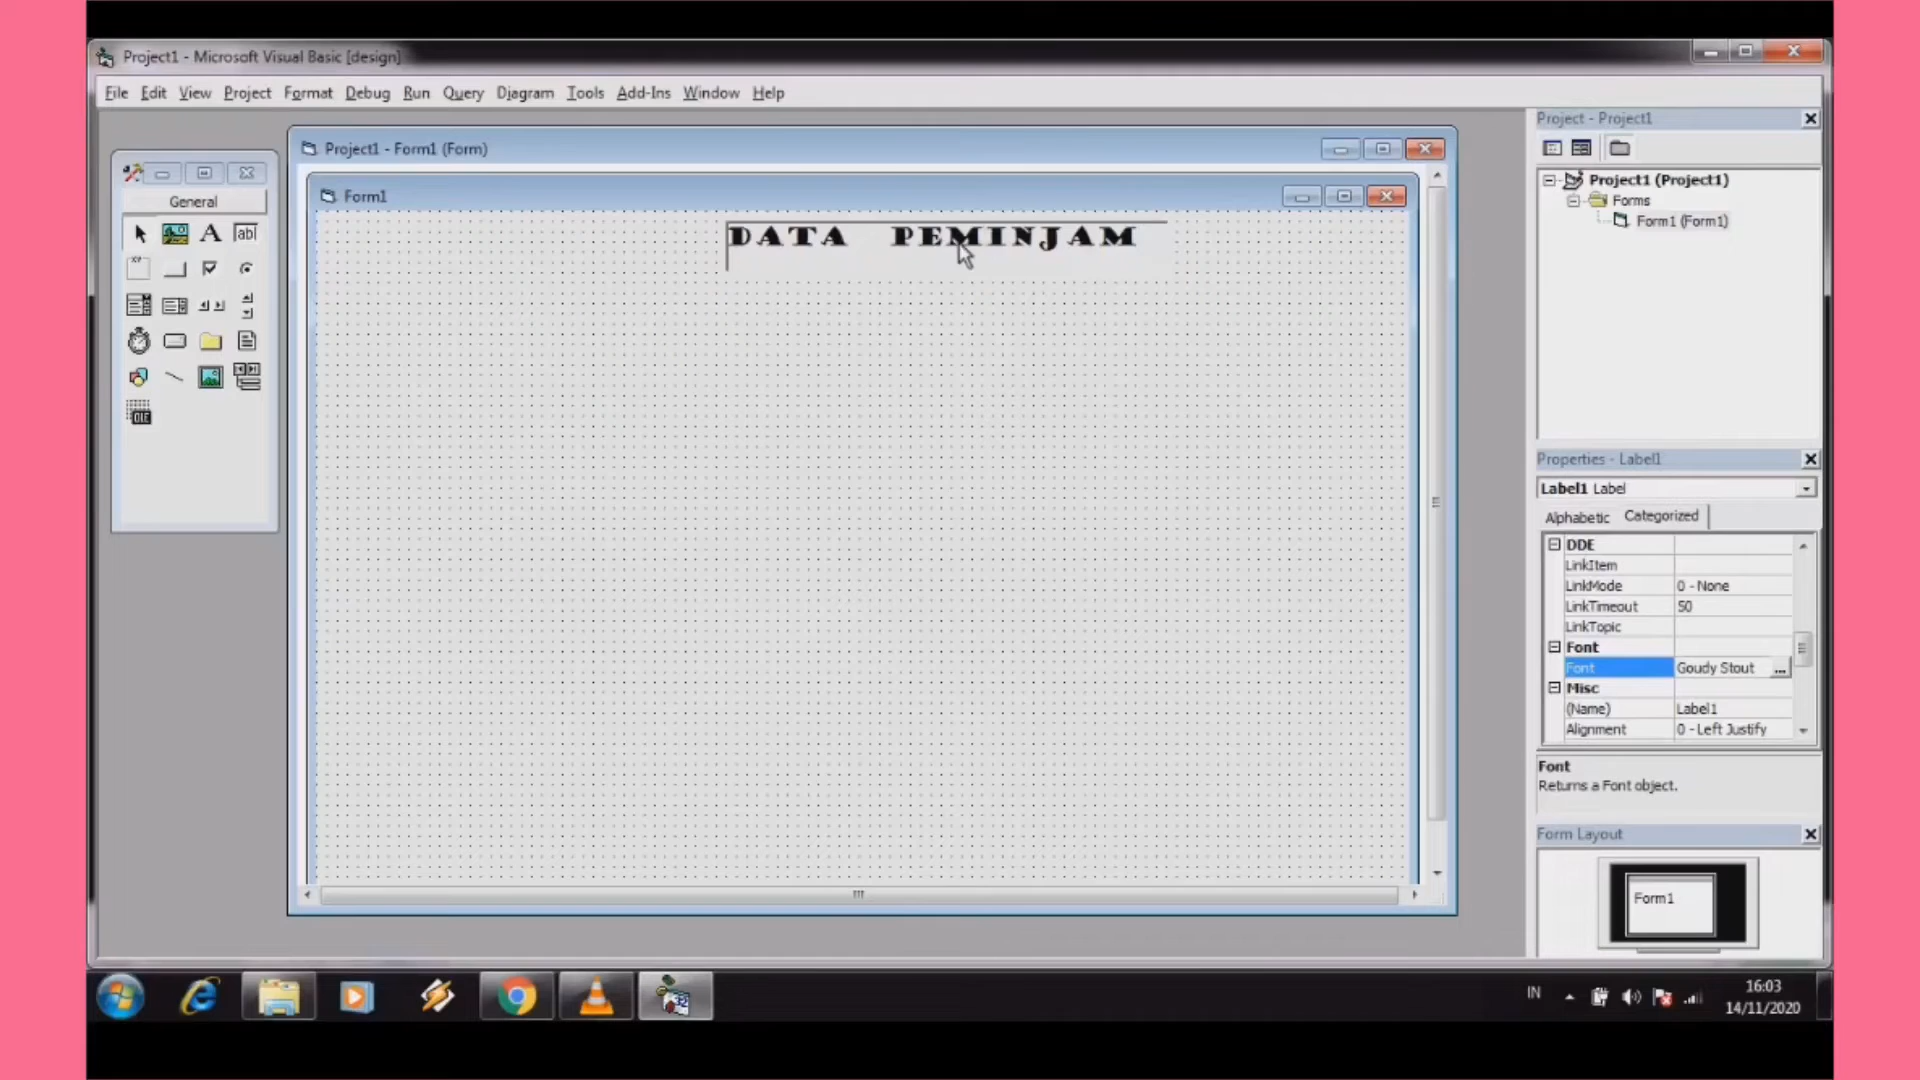 Project1 - Microsoft Visual Basic [design]
File Edit View Project Format Debug Run Query Diagram Tools Add-Ins Window Help
Project1 - Form1 (Form)
General
Form1
DATA PEMINJAM
Project - Project1
Project1 (Project1)
Forms
Form1 (Form1)
Properties - Label1
Label1 Label
Alphabetic Categorized
DDE
LinkItem
LinkMode 0 - None
LinkTimeout 50
LinkTopic
Font
Font Goudy Stout ...
Misc
(Name) Label1
Alignment 0 - Left Justify
Font
Returns a Font object.
Form Layout
Form1
IN
16:03
14/11/2020